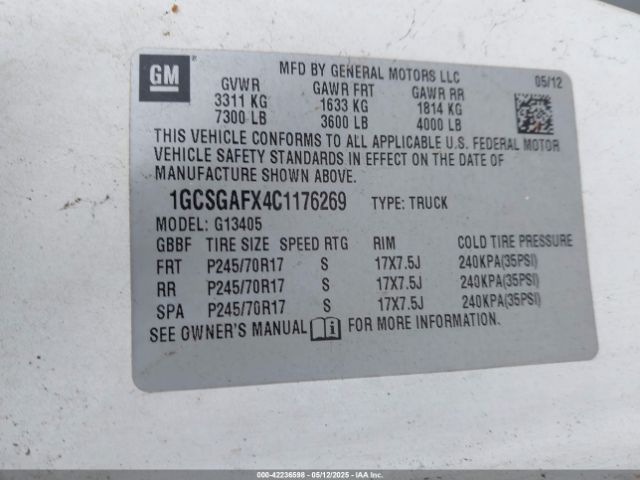 GM ®
MFD BY GENERAL MOTORS LLC 05/12
GVWR GAWR FRT GAWR RR
3311 KG 1633 KG 1814 KG
7300 LB 3600 LB 4000 LB
THIS VEHICLE CONFORMS TO ALL APPLICABLE U.S. FEDERAL MOTOR
VEHICLE SAFETY STANDARDS IN EFFECT ON THE DATE OF
MANUFACTURE SHOWN ABOVE.
1GCSGAFX4C1176269 TYPE: TRUCK
MODEL: G13405
GBBF TIRE SIZE SPEED RTG RIM COLD TIRE PRESSURE
FRT P245/70R17 S 17X7.5J 240KPA(35PSI)
RR P245/70R17 S 17X7.5J 240KPA(35PSI)
SPA P245/70R17 S 17X7.5J 240KPA(35PSI)
SEE OWNER'S MANUAL FOR MORE INFORMATION.
000-42236598 - 05/12/2025 - IAAI.CA